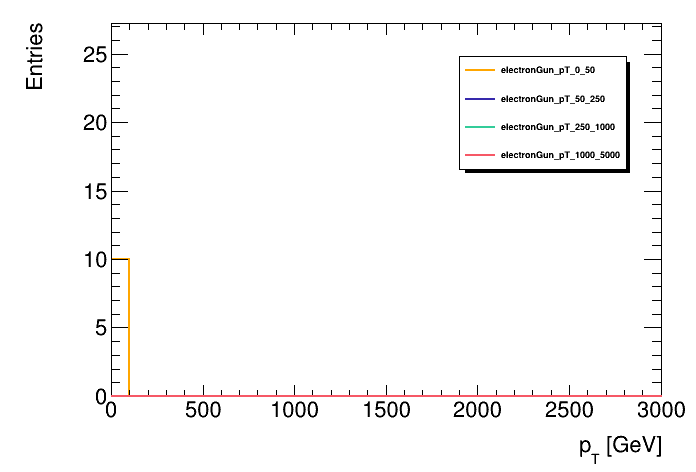 Entries
25
20
15
10
5
0
electronGun_pT_0_50
electronGun_pT_50_250
electronGun_pT_250_1000
electronGun_pT_1000_5000
0 500 1000 1500 2000 2500 3000
p_T [GeV]